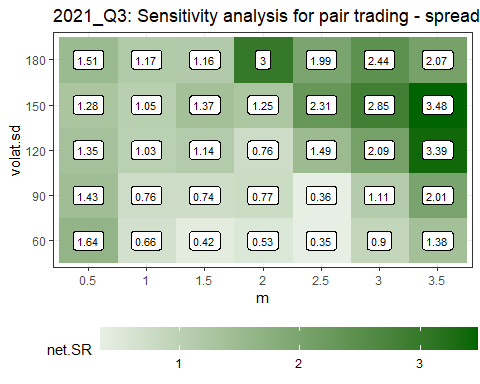 2021_Q3: Sensitivity analysis for pair trading - spread
volat.sd
180 1.51 1.17 1.16 3 1.99 2.44 2.07
150 1.28 1.05 1.37 1.25 2.31 2.85 3.48
120 1.35 1.03 1.14 0.76 1.49 2.09 3.39
90 1.43 0.76 0.74 0.77 0.36 1.11 2.01
60 1.64 0.66 0.42 0.53 0.35 0.9 1.38
0.5 1 1.5 2 2.5 3 3.5
m
net.SR
1 2 3